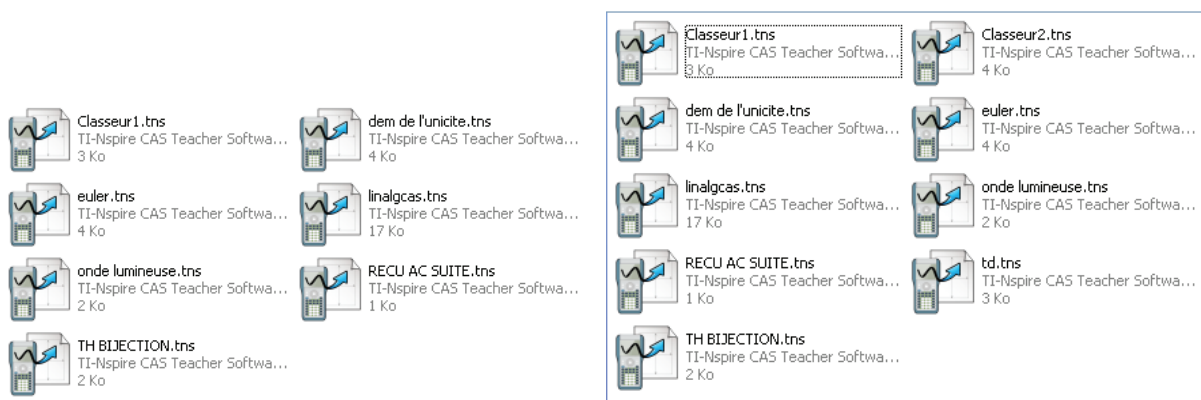 Classeur1.tns
TI-Nspire CAS Teacher Softwa...
3 Ko
dem de l'unicite.tns
TI-Nspire CAS Teacher Softwa...
4 Ko
euler.tns
TI-Nspire CAS Teacher Softwa...
4 Ko
linalgcas.tns
TI-Nspire CAS Teacher Softwa...
17 Ko
onde lumineuse.tns
TI-Nspire CAS Teacher Softwa...
2 Ko
RECU AC SUITE.tns
TI-Nspire CAS Teacher Softwa...
1 Ko
TH BIJECTION.tns
TI-Nspire CAS Teacher Softwa...
2 Ko
Classeur1.tns
TI-Nspire CAS Teacher Softwa...
3 Ko
Classeur2.tns
TI-Nspire CAS Teacher Softwa...
4 Ko
dem de l'unicite.tns
TI-Nspire CAS Teacher Softwa...
4 Ko
euler.tns
TI-Nspire CAS Teacher Softwa...
4 Ko
linalgcas.tns
TI-Nspire CAS Teacher Softwa...
17 Ko
onde lumineuse.tns
TI-Nspire CAS Teacher Softwa...
2 Ko
RECU AC SUITE.tns
TI-Nspire CAS Teacher Softwa...
1 Ko
td.tns
TI-Nspire CAS Teacher Softwa...
3 Ko
TH BIJECTION.tns
TI-Nspire CAS Teacher Softwa...
2 Ko